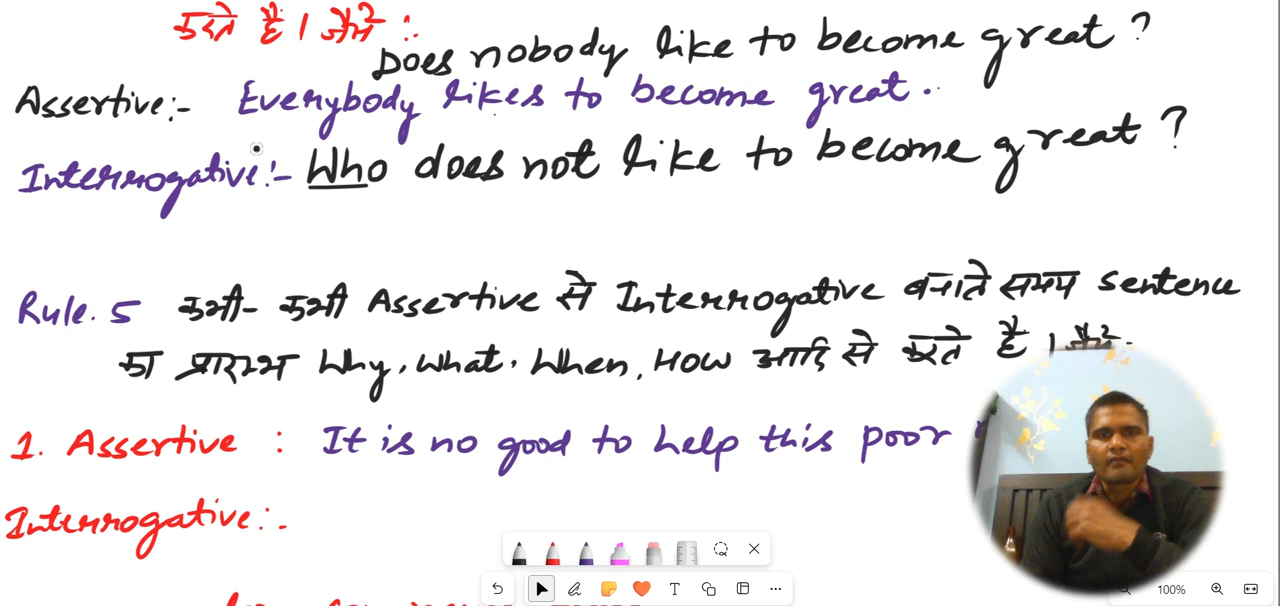 करते हैं। जैसे :
Does nobody like to become great?
Assertive:- Everybody likes to become great.
Interrogative:- Who does not like to become great?
Rule. 5 कभी-कभी Assertive से Interrogative बनाते समय sentence
का प्रारम्भ Why, What, When, How आदि से करते हैं। जैसे:
1. Assertive : It is no good to help this poor
Interrogative:-
100%